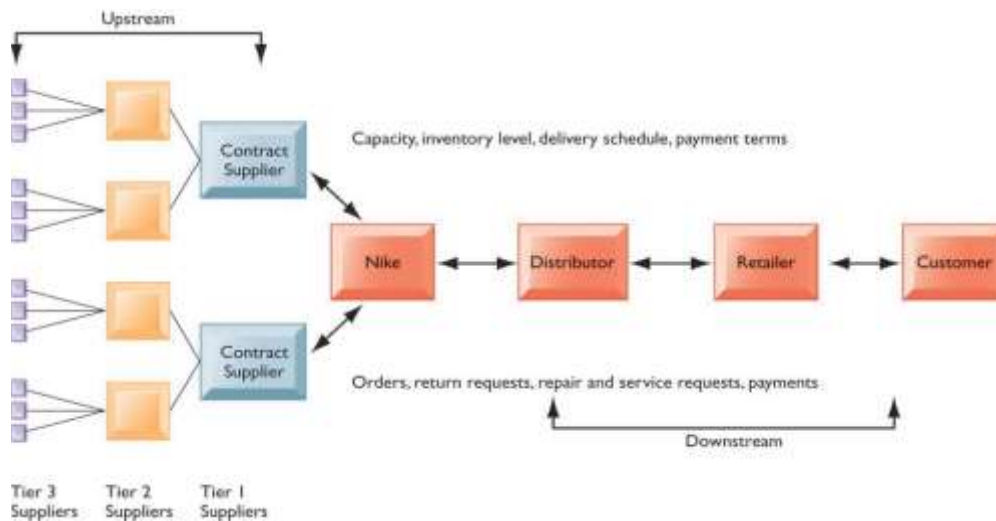 Upstream
Contract
Supplier
Capacity, inventory level, delivery schedule, payment terms
Nike
Distributor
Retailer
Customer
Contract
Supplier
Orders, return requests, repair and service requests, payments
Downstream
Tier 3
Suppliers
Tier 2
Suppliers
Tier 1
Suppliers